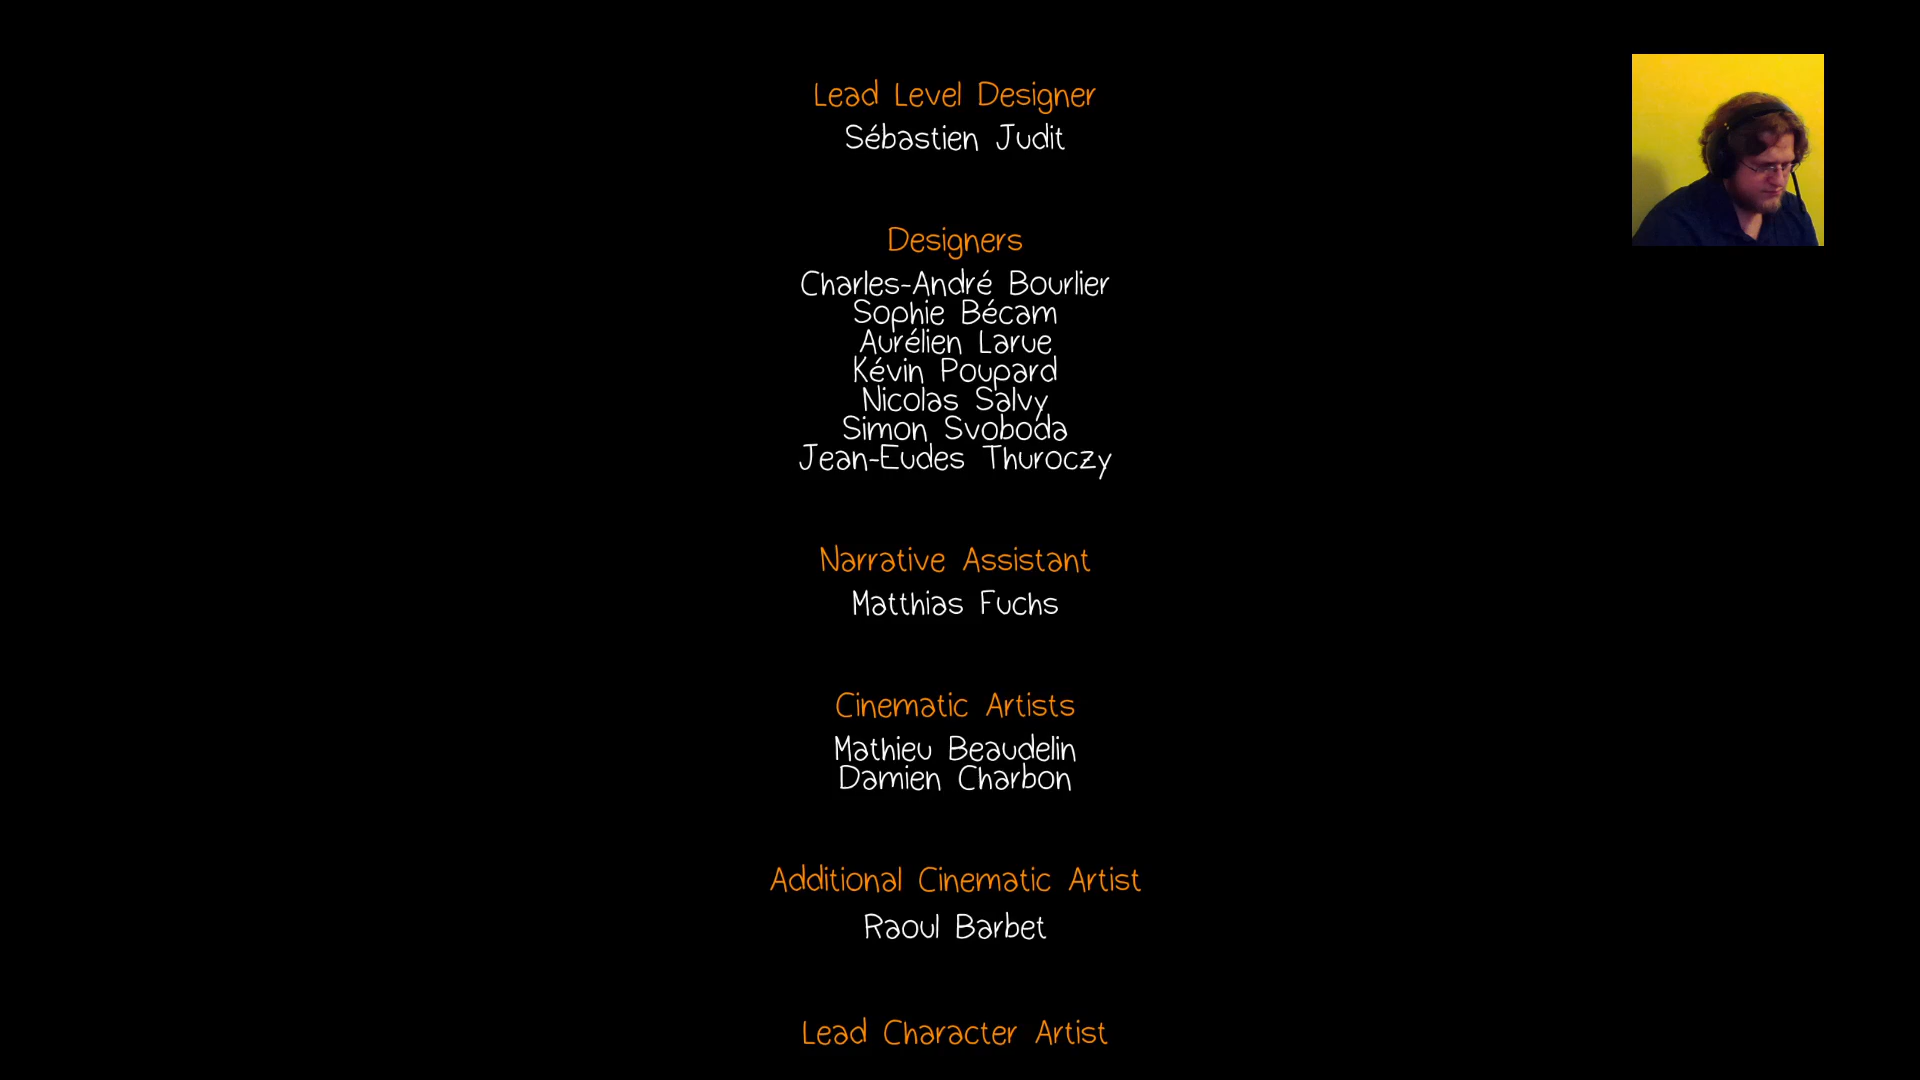 Lead Level Designer
Sébastien Judit
Designers
Charles-André Bourlier
Sophie Bécam
Aurélien Larue
Kévin Poupard
Nicolas Salvy
Simon Svoboda
Jean-Eudes Thuroczy
Narrative Assistant
Matthias Fuchs
Cinematic Artists
Mathieu Beaudelin
Damien Charbon
Additional Cinematic Artist
Raoul Barbet
Lead Character Artist